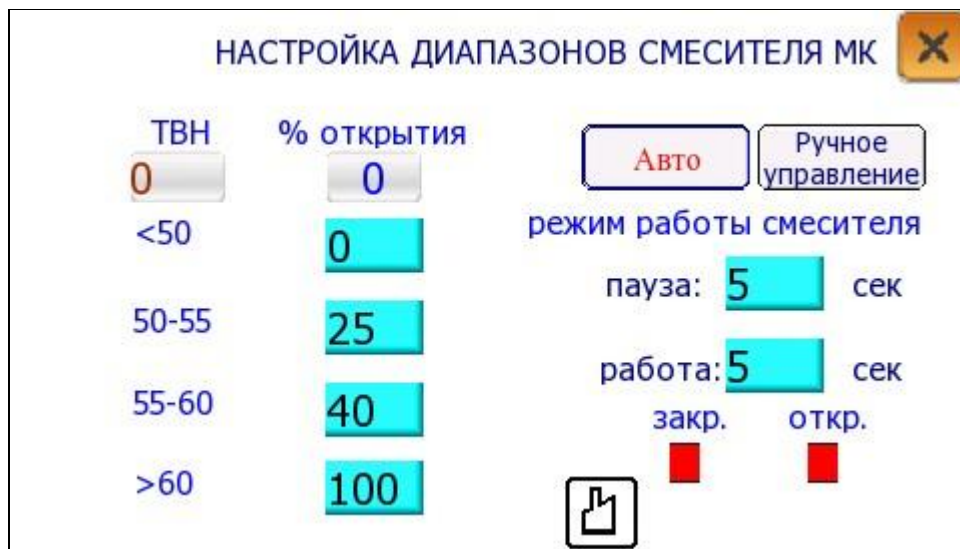 НАСТРОЙКА ДИАПАЗОНОВ СМЕСИТЕЛЯ МК
ТВН % открытия
0 0
<50 0
50-55 25
55-60 40
>60 100
Авто
Ручное
управление
режим работы смесителя
пауза: 5 сек
работа: 5 сек
закр. откр.